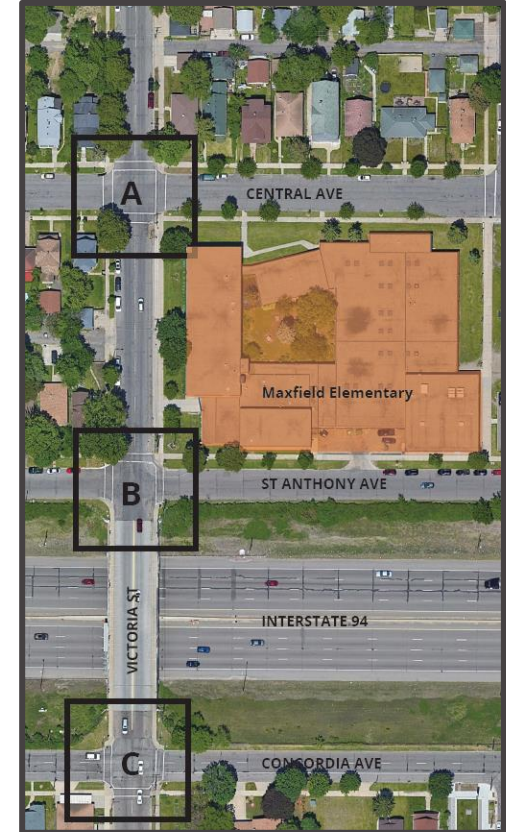 A
CENTRAL AVE
Maxfield Elementary
B
ST ANTHONY AVE
VICTORIA ST
INTERSTATE 94
C
CONCORDIA AVE